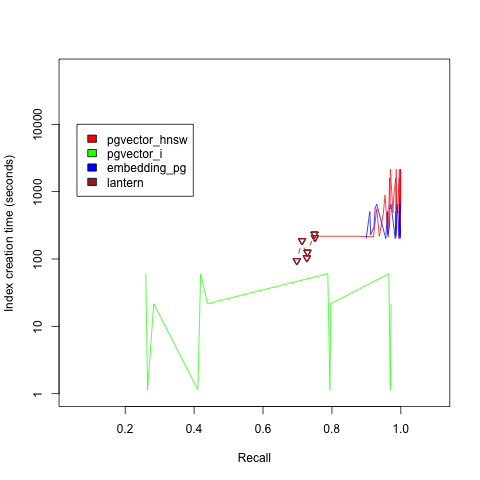 Index creation time (seconds)
10000
1000
100
10
1
pgvector_hnsw
pgvector_i
embedding_pg
lantern
0.2 0.4 0.6 0.8 1.0
Recall